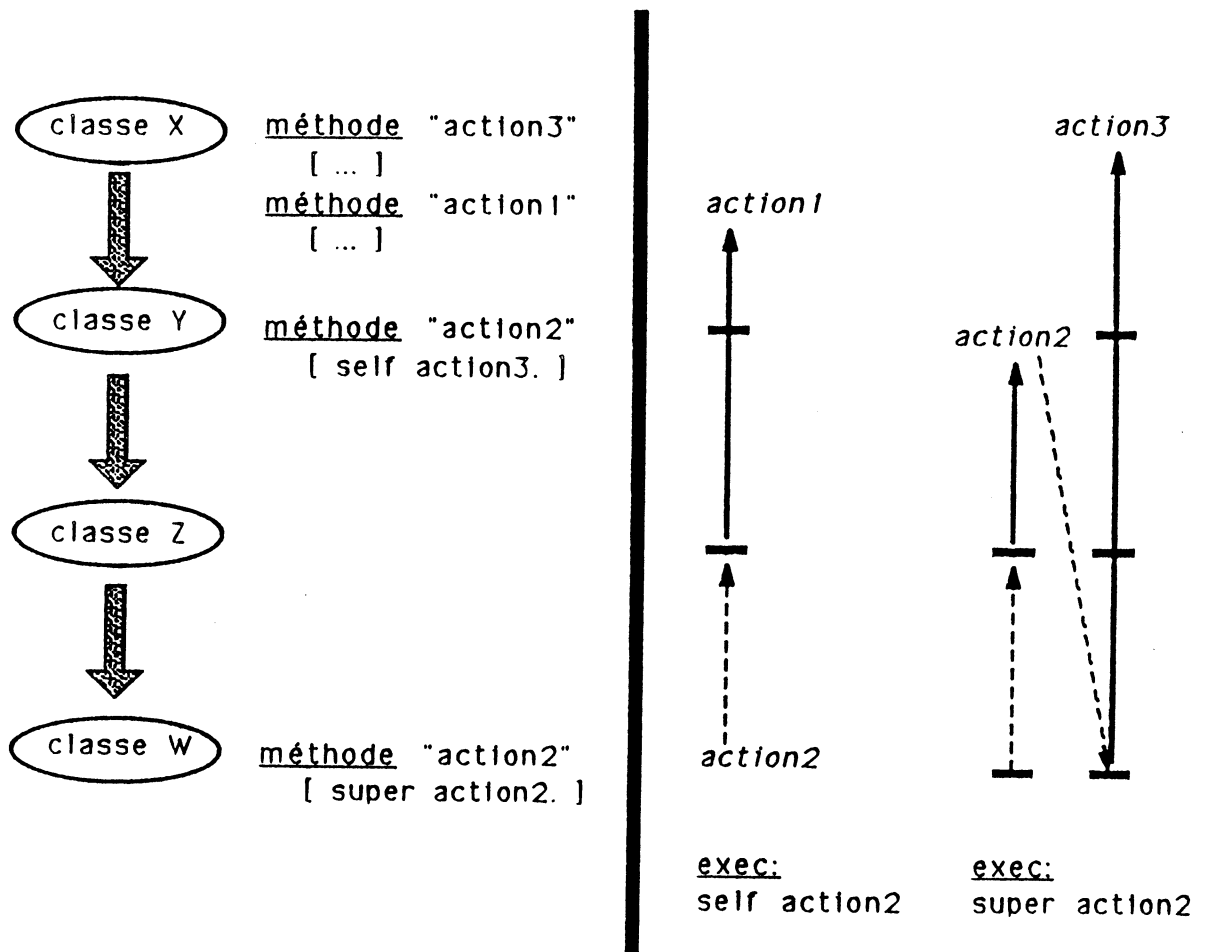 classe X
méthode "action3"
[ ... ]
méthode "action1"
[ ... ]
classe Y
méthode "action2"
[ self action3. ]
classe Z
classe W
méthode "action2"
[ super action2. ]
action1
action2
exec:
self action2
action3
action2
exec:
super action2